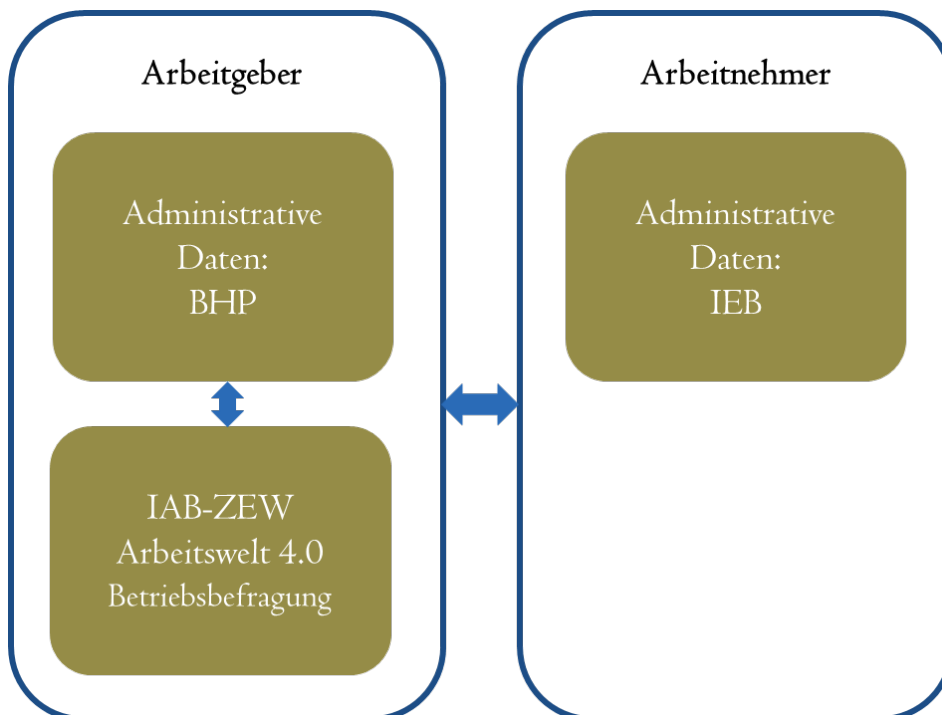 Arbeitgeber
Administrative
Daten:
BHP
IAB-ZEW
Arbeitswelt 4.0
Betriebsbefragung
Arbeitnehmer
Administrative
Daten:
IEB